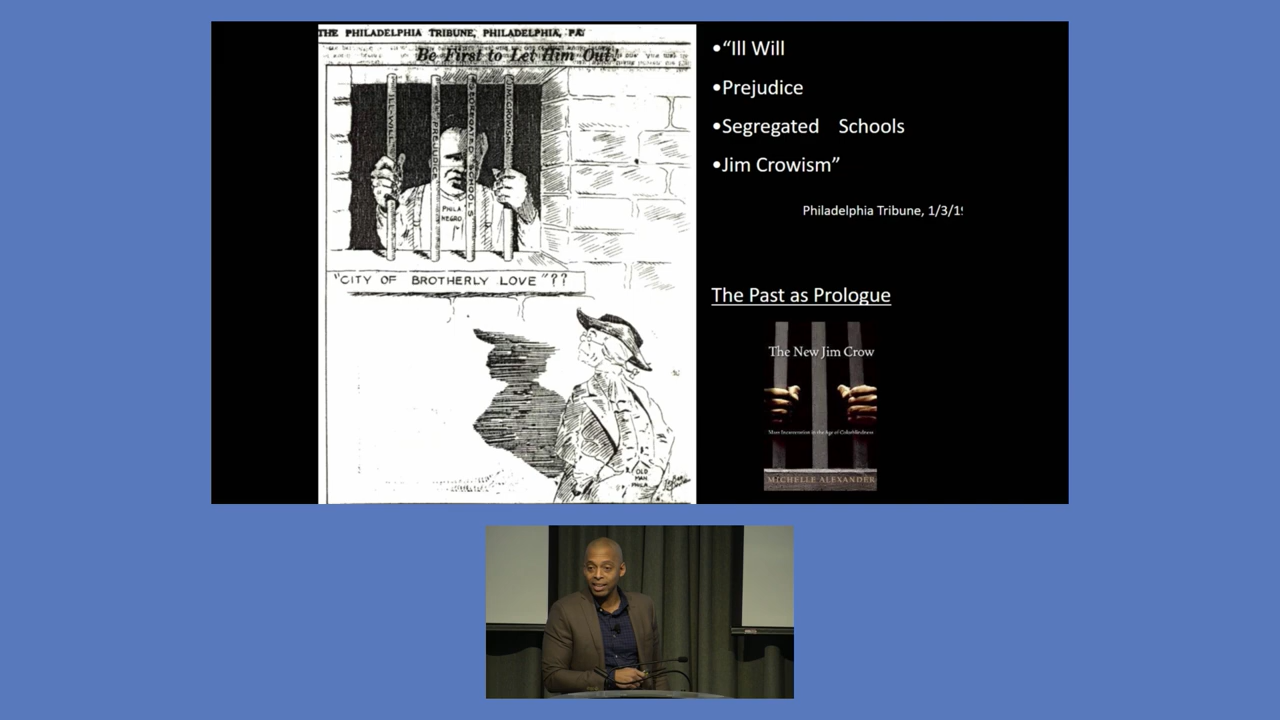 THE PHILADELPHIA TRIBUNE, PHILADELPHIA, PA.
Be First to Let Him Out!
ILL-WILL
PREJUDICE
SEGREGATED SCHOOLS
JIM CROWISM
PHILA
NEGRO
"CITY OF BROTHERLY LOVE"??
OLD
MAN
PHILA.
•“Ill Will
•Prejudice
•Segregated Schools
•Jim Crowism”
Philadelphia Tribune, 1/3/1
The Past as Prologue
The New Jim Crow
Mass Incarceration in the Age of Colorblindness
MICHELLE ALEXANDER